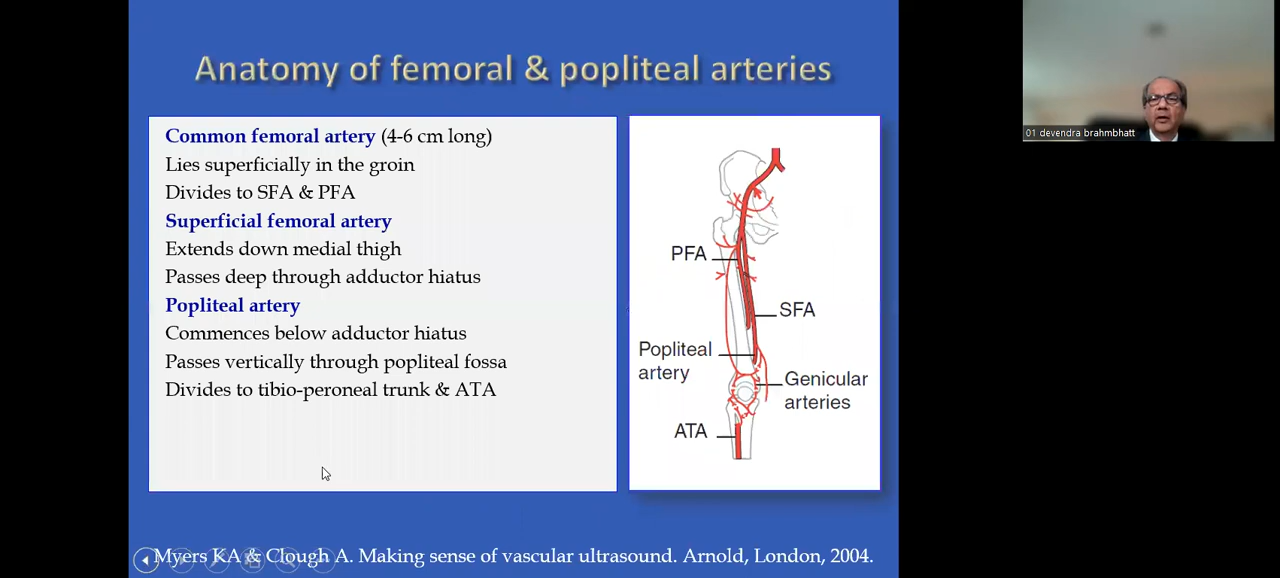 Anatomy of femoral & popliteal arteries
Common femoral artery (4-6 cm long)
Lies superficially in the groin
Divides to SFA & PFA
Superficial femoral artery
Extends down medial thigh
Passes deep through adductor hiatus
Popliteal artery
Commences below adductor hiatus
Passes vertically through popliteal fossa
Divides to tibio-peroneal trunk & ATA
PFA
SFA
Popliteal
artery
Genicular
arteries
ATA
Myers KA & Clough A. Making sense of vascular ultrasound. Arnold, London, 2004.
01 devendra brahmbhatt